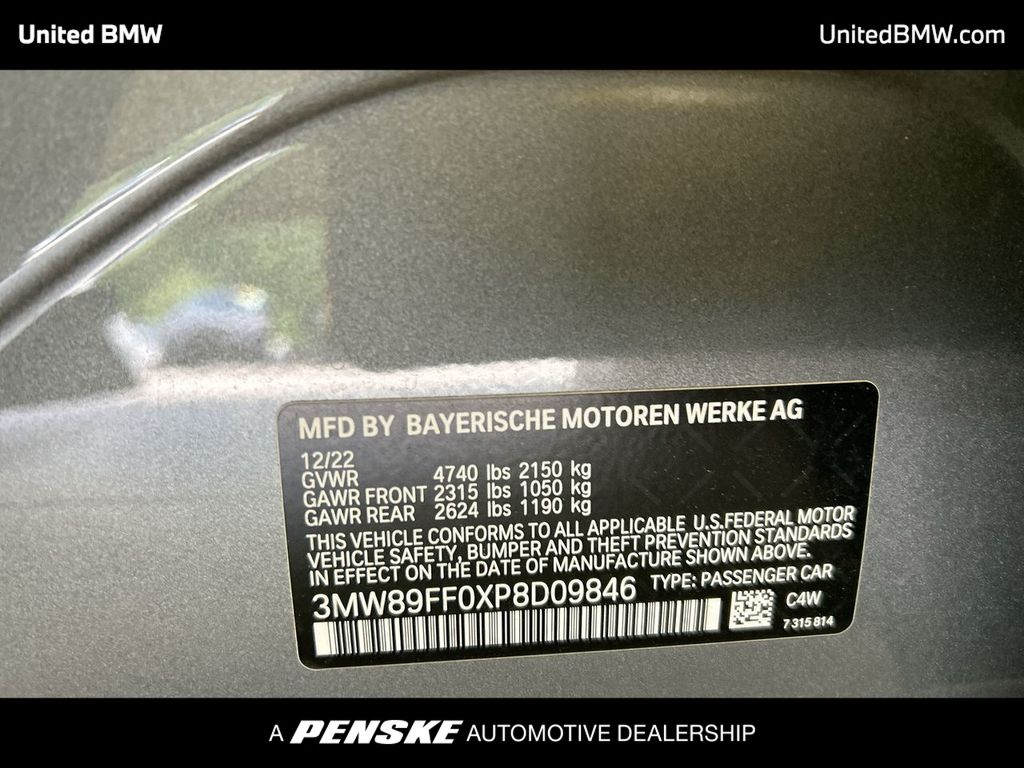 United BMW
UnitedBMW.com
MFD BY BAYERISCHE MOTOREN WERKE AG
12/22
GVWR 4740 lbs 2150 kg
GAWR FRONT 2315 lbs 1050 kg
GAWR REAR 2624 lbs 1190 kg
THIS VEHICLE CONFORMS TO ALL APPLICABLE U.S.FEDERAL MOTOR
VEHICLE SAFETY, BUMPER AND THEFT PREVENTION STANDARDS
IN EFFECT ON THE DATE OF MANUFACTURE SHOWN ABOVE.
3MW89FF0XP8D09846 TYPE: PASSENGER CAR
C4W
7 315 814
A PENSKE AUTOMOTIVE DEALERSHIP